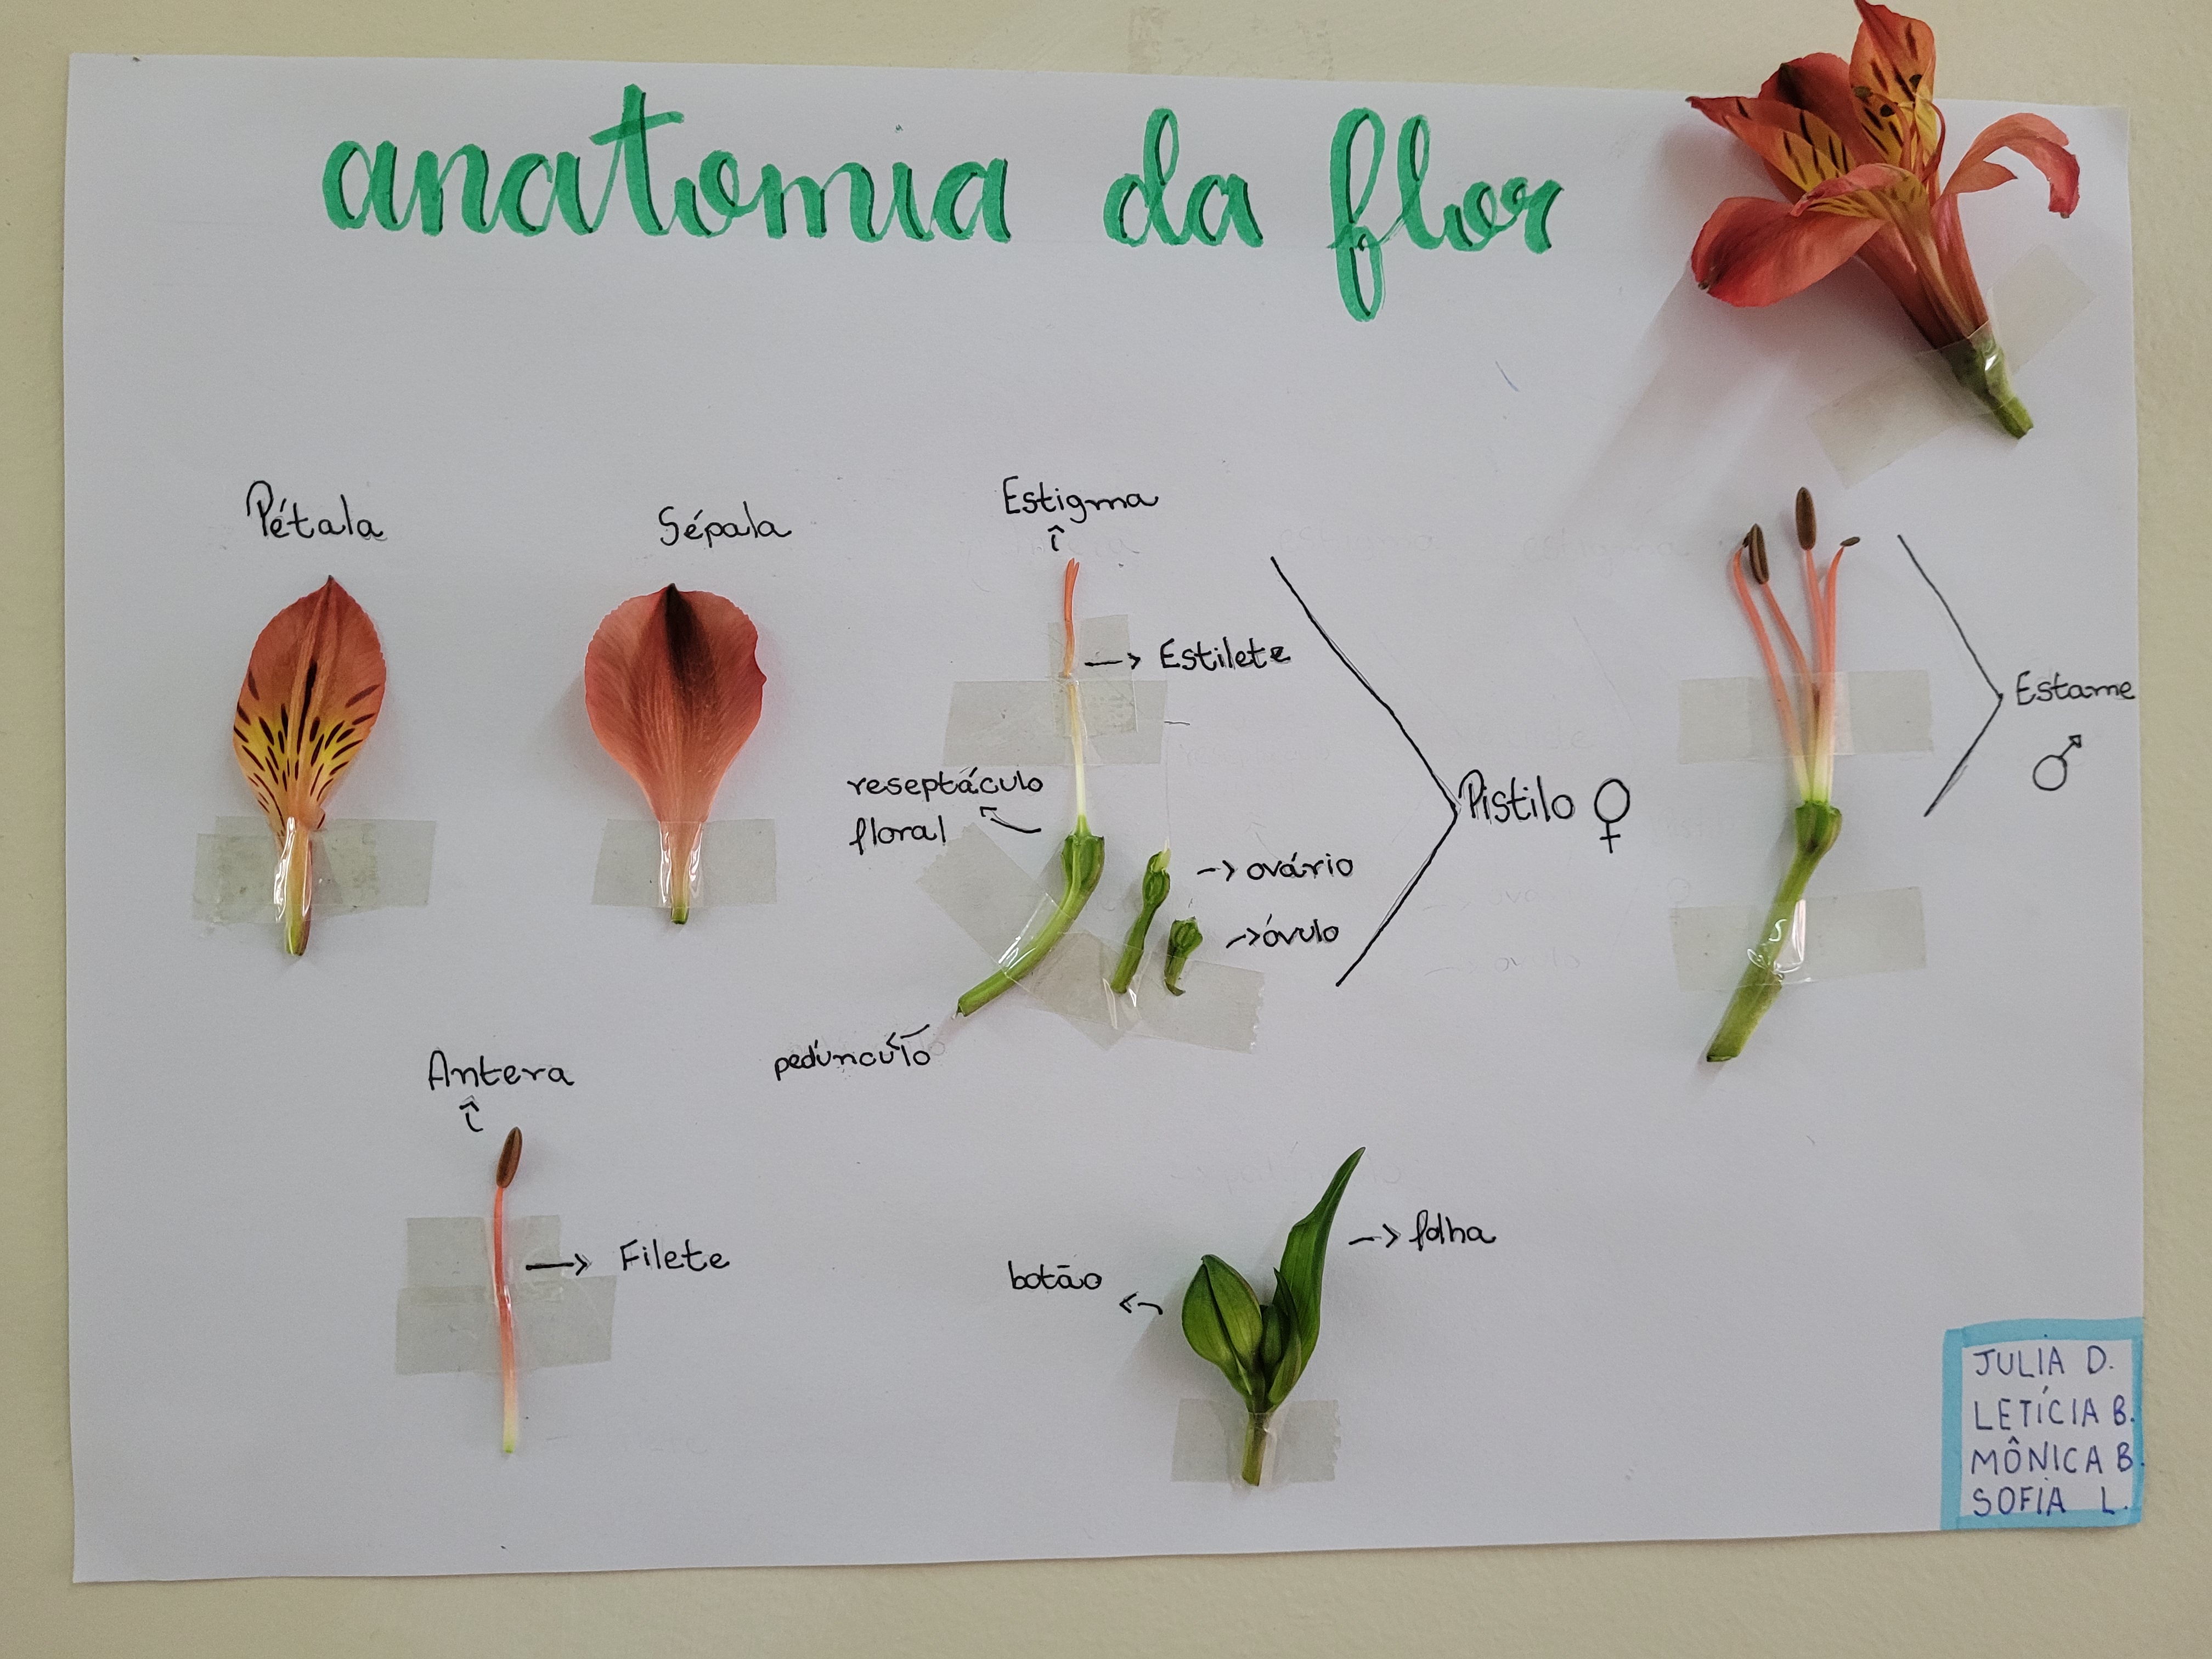 anatomia da flor
Pétala
Sépala
Estigma
Estilete
reseptáculo
floral
ovário
óvulo
pedúnculo
Pistilo ♀
Estame
♂
Antera
Filete
botão
folha
JULIA D.
LETÍCIA B.
MÔNICA B.
SOFIA L.